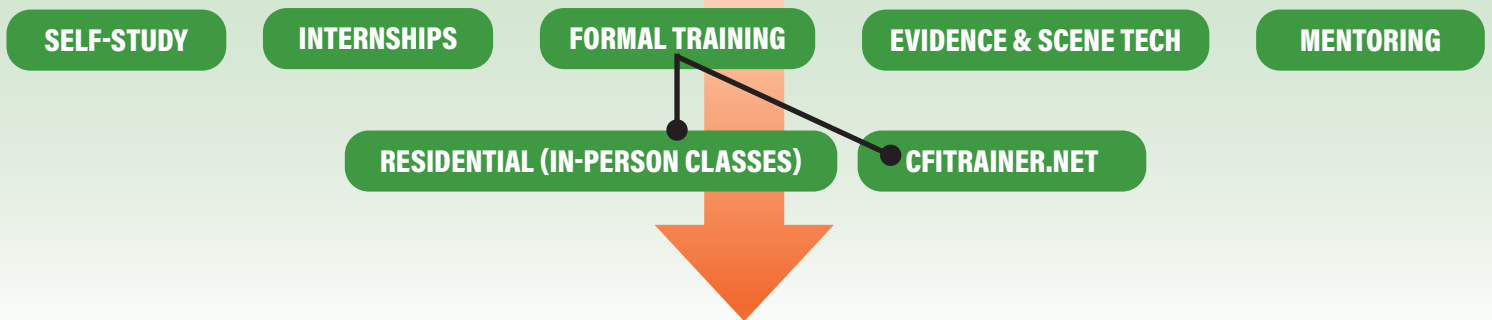 SELF-STUDY
INTERNSHIPS
FORMAL TRAINING
EVIDENCE & SCENE TECH
MENTORING
RESIDENTIAL (IN-PERSON CLASSES)
CFITRAINER.NET